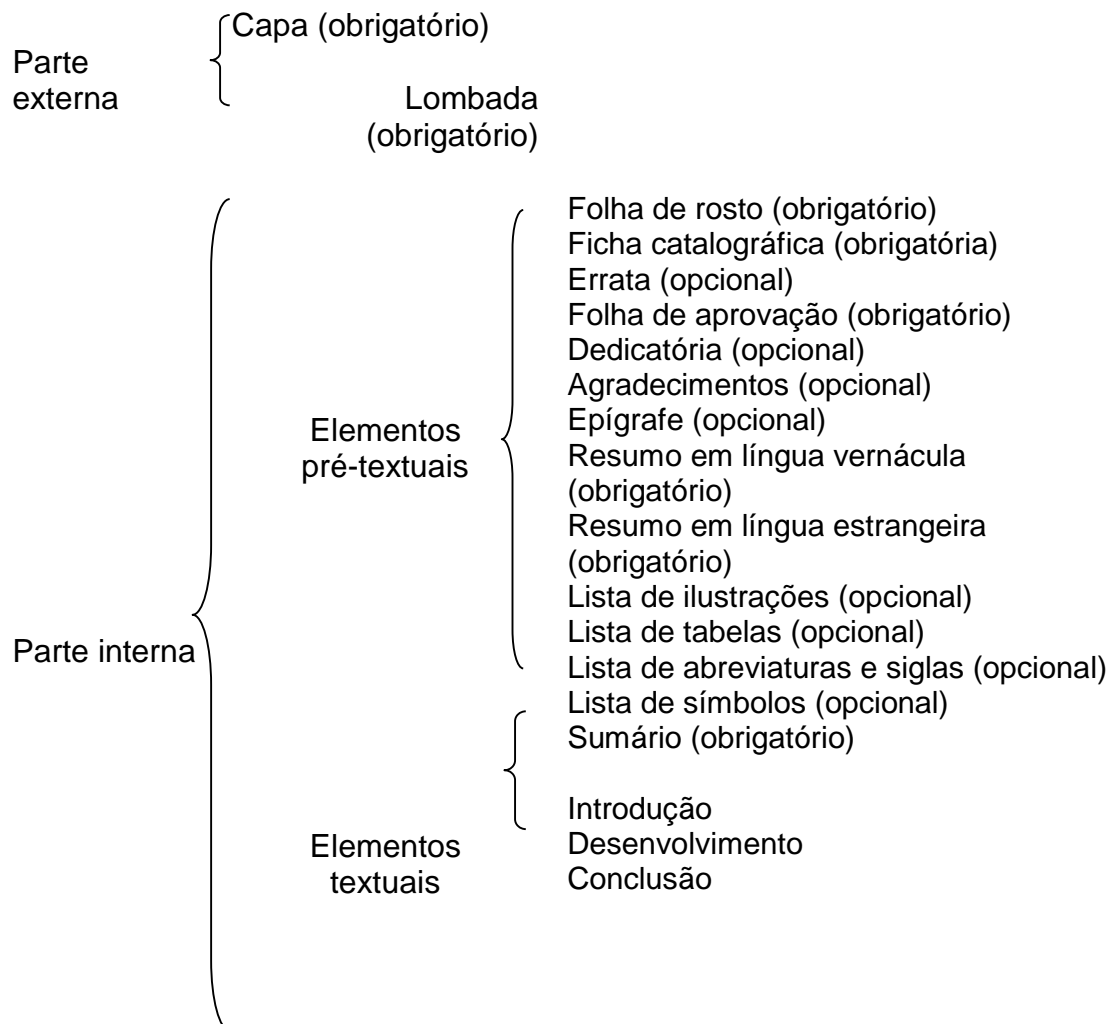 Capa (obrigatório)
Parte
externa
Lombada
(obrigatório)
Folha de rosto (obrigatório)
Ficha catalográfica (obrigatória)
Errata (opcional)
Folha de aprovação (obrigatório)
Dedicatória (opcional)
Agradecimentos (opcional)
Epígrafe (opcional)
Elementos
pré-textuais
Resumo em língua vernácula
(obrigatório)
Resumo em língua estrangeira
(obrigatório)
Lista de ilustrações (opcional)
Lista de tabelas (opcional)
Parte interna
Lista de abreviaturas e siglas (opcional)
Lista de símbolos (opcional)
Sumário (obrigatório)
Introdução
Desenvolvimento
Conclusão
Elementos
textuais